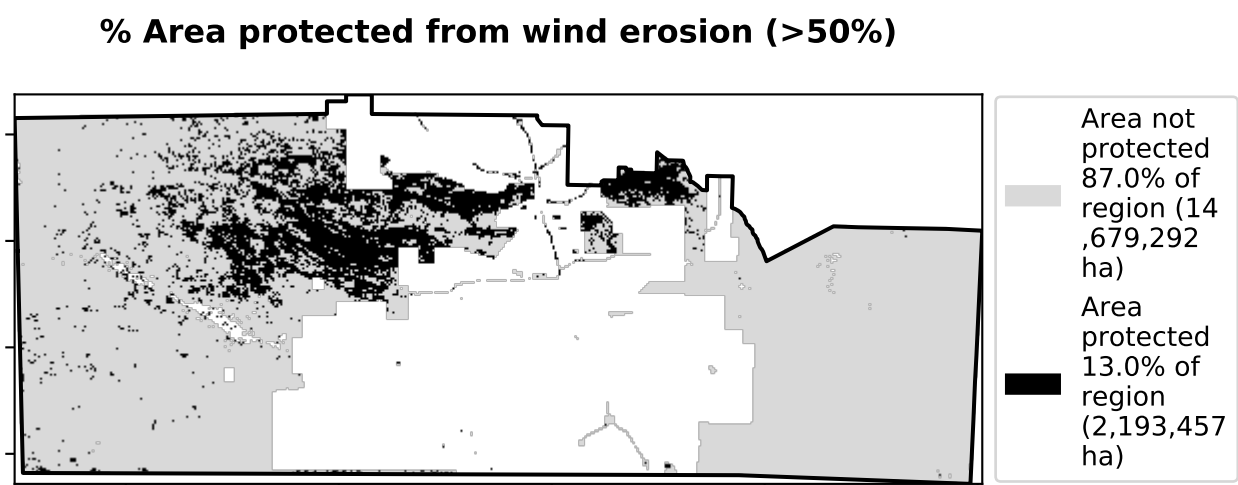 % Area protected from wind erosion (>50%)
Area not
protected
87.0% of
region (14
,679,292
ha)
Area
protected
13.0% of
region
(2,193,457
ha)